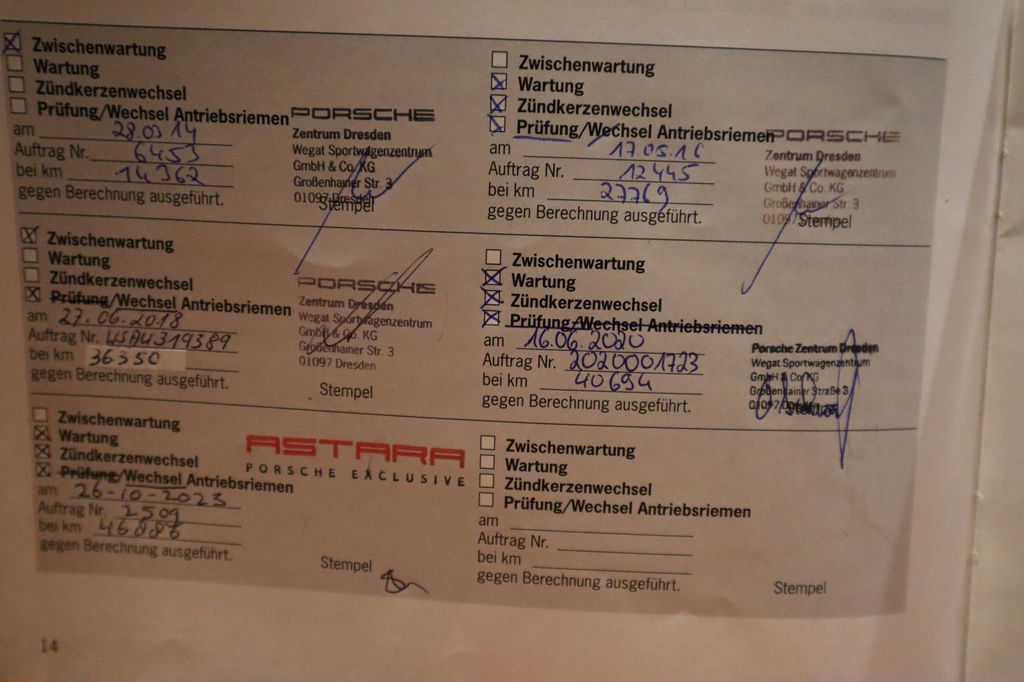 Zwischenwartung
Wartung
Zündkerzenwechsel
Prüfung/Wechsel Antriebsriemen
am 28.03 14
Auftrag Nr. 6453
bei km 14362
gegen Berechnung ausgeführt.
PORSCHE
Zentrum Dresden
Wegat Sportwagenzentrum
GmbH & Co. KG
Großenhainer Str. 3
01097 Dresden
Stempel
Zwischenwartung
Wartung
Zündkerzenwechsel
Prüfung/Wechsel Antriebsriemen
am 17.05.16
Auftrag Nr. 12445
bei km 27769
gegen Berechnung ausgeführt.
PORSCHE
Zentrum Dresden
Wegat Sportwagenzentrum
GmbH & Co. KG
Großenhainer Str. 3
01097
Stempel
Zwischenwartung
Wartung
Zündkerzenwechsel
Prüfung/Wechsel Antriebsriemen
am 27.06.2018
Auftrag Nr. WSAU319389
bei km 36350
gegen Berechnung ausgeführt.
PORSCHE
Zentrum Dresden
Wegat Sportwagenzentrum
GmbH & Co. KG
Großenhainer Str. 3
01097 Dresden
Stempel
Zwischenwartung
Wartung
Zündkerzenwechsel
Prüfung/Wechsel Antriebsriemen
am 16.06.2020
Auftrag Nr. 2020001723
bei km 40694
gegen Berechnung ausgeführt.
Porsche Zentrum Dresden
Wegat Sportwagenzentrum
GmbH & Co KG
Großenhainer Straße 3
01097
Stempel
Zwischenwartung
Wartung
Zündkerzenwechsel
Prüfung/Wechsel Antriebsriemen
am 26-10-2023
Auftrag Nr. 2509
bei km 46886
gegen Berechnung ausgeführt.
ASTARA
PORSCHE EXCLUSIVE
Stempel
Zwischenwartung
Wartung
Zündkerzenwechsel
Prüfung/Wechsel Antriebsriemen
am
Auftrag Nr.
bei km
gegen Berechnung ausgeführt.
Stempel
14